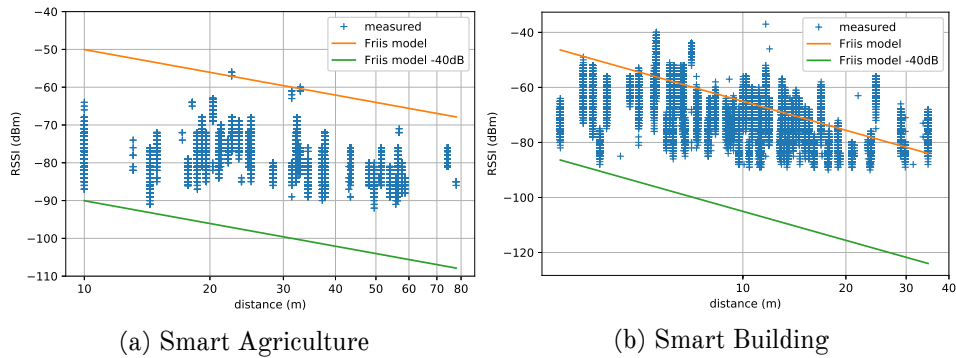 −40
−50
−60
−70
−80
−90
−100
−110
RSSI (dBm)
measured
Friis model
Friis model -40dB
10 20 30 40 50 60 70 80
distance (m)
(a) Smart Agriculture
−40
−60
−80
−100
−120
RSSI (dBm)
measured
Friis model
Friis model -40dB
10 20 30 40
distance (m)
(b) Smart Building